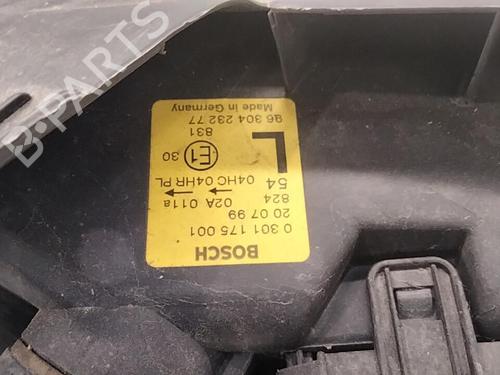 BOSCH
0 301 175 001
20 07 99
824 02A 011a
54 04HC 04HR PL
L E1 30
831
96 304 232 77
Made in Germany
B-PARTS